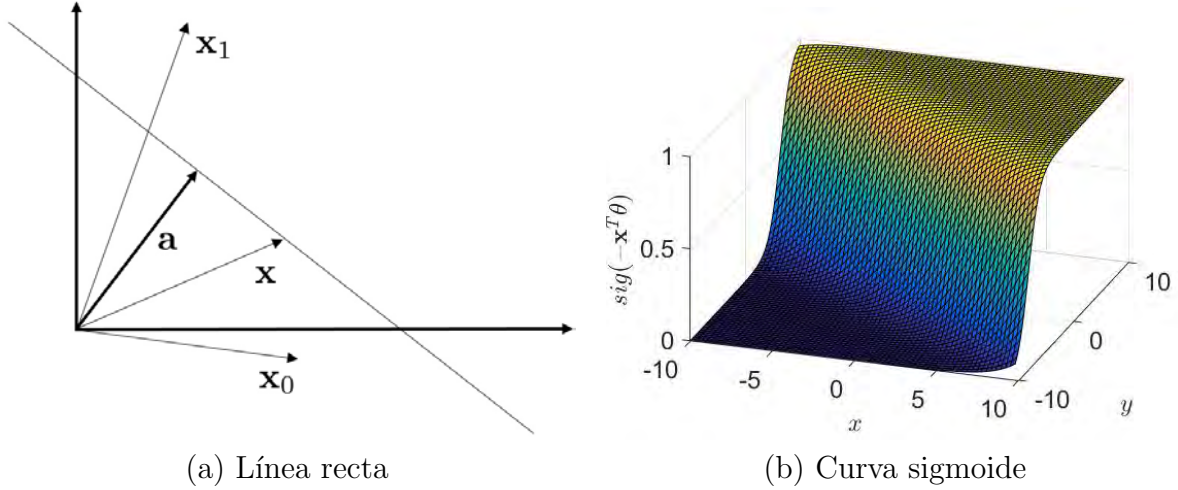 x₁
a
x
x₀
(a) Línea recta
sig(−x^Tθ)
1
0.5
0
-10
-5
0
5
10
x
-10
0
10
y
(b) Curva sigmoide